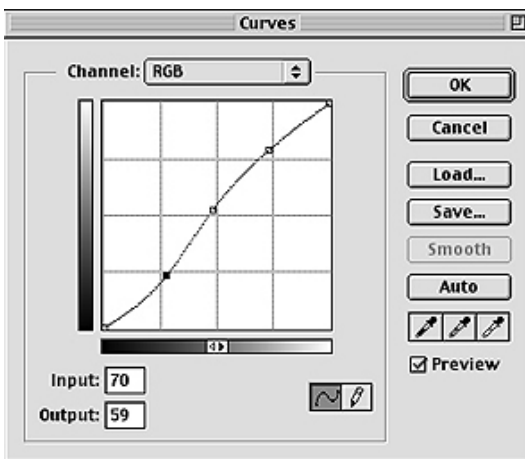 Curves
Channel: RGB
OK
Cancel
Load...
Save...
Smooth
Auto
Preview
Input: 70
Output: 59